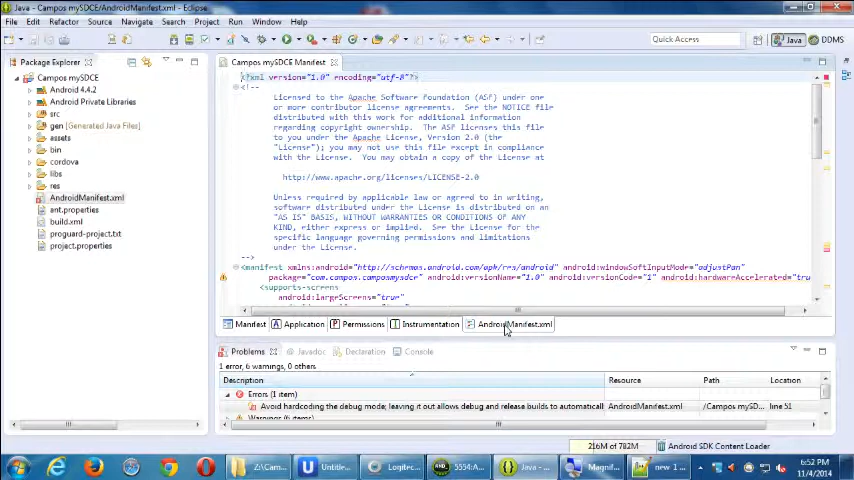 Java - Campos mySDCE/AndroidManifest.xml - Eclipse
File Edit Refactor Source Navigate Search Project Run Window Help
Quick Access Java DDMS
Package Explorer
Campos mySDCE Manifest
Campos mySDCE
Android 4.4.2
Android Private Libraries
src
gen [Generated Java Files]
assets
bin
cordova
libs
res
AndroidManifest.xml
ant.properties
build.xml
proguard-project.txt
project.properties
<?xml version="1.0" encoding="utf-8"?>
<!--
Licensed to the Apache Software Foundation (ASF) under one
or more contributor license agreements. See the NOTICE file
distributed with this work for additional information
regarding copyright ownership. The ASF licenses this file
to you under the Apache License, Version 2.0 (the
"License"); you may not use this file except in compliance
with the License. You may obtain a copy of the License at
http://www.apache.org/licenses/LICENSE-2.0
Unless required by applicable law or agreed to in writing,
software distributed under the License is distributed on an
"AS IS" BASIS, WITHOUT WARRANTIES OR CONDITIONS OF ANY
KIND, either express or implied. See the License for the
specific language governing permissions and limitations
under the License.
-->
<manifest xmlns:android="http://schemas.android.com/apk/res/android" android:windowSoftInputMode="adjustPan"
package="com.campos.camposmysdce" android:versionName="1.0" android:versionCode="1" android:hardwareAccelerated="tru
<supports-screens
android:largeScreens="true"
Manifest Application Permissions Instrumentation AndroidManifest.xml
Problems Javadoc Declaration Console
1 error, 6 warnings, 0 others
Description Resource Path Location
Errors (1 item)
Avoid hardcoding the debug mode; leaving it out allows debug and release builds to automaticall AndroidManifest.xml /Campos mySD... line 51
Warnings (6 items)
216M of 782M Android SDK Content Loader
Z:\Cam... Untitle... Logitec... 5554:An... Java - ... Magnif... new 1 ... 6:52 PM
11/4/2014